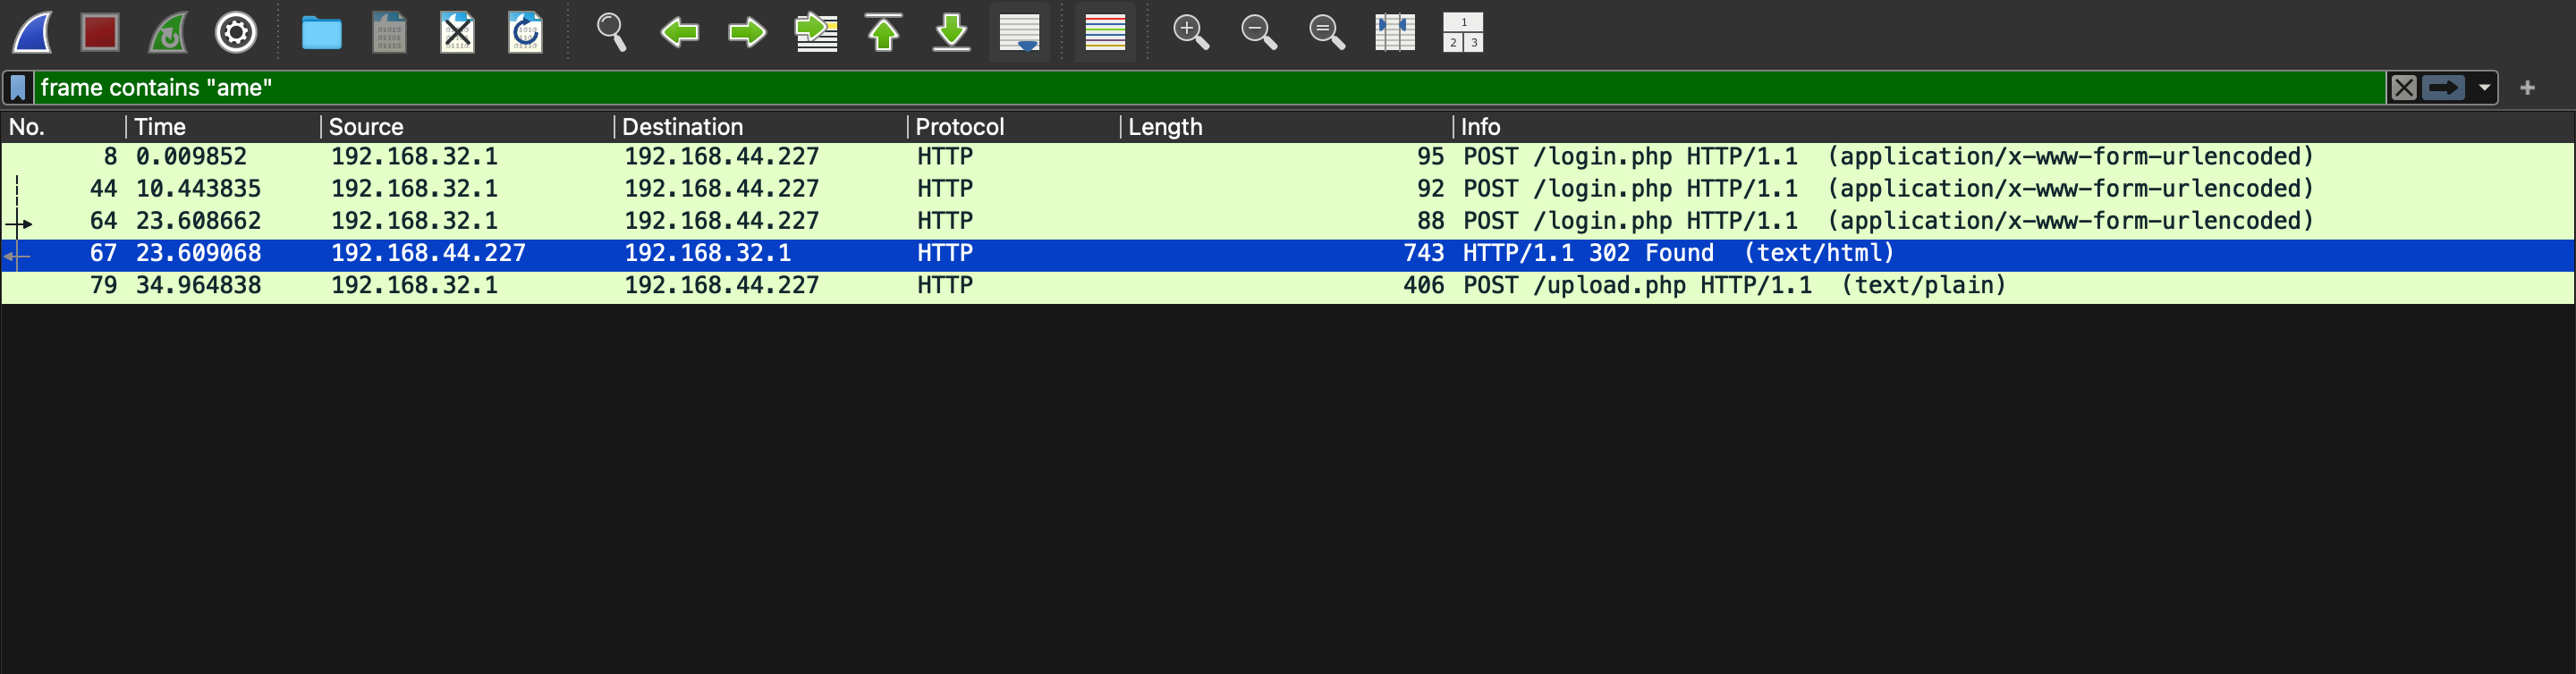 1
2 3
frame contains "ame"
No. Time Source Destination Protocol Length Info
8 0.009852 192.168.32.1 192.168.44.227 HTTP 95 POST /login.php HTTP/1.1 (application/x-www-form-urlencoded)
44 10.443835 192.168.32.1 192.168.44.227 HTTP 92 POST /login.php HTTP/1.1 (application/x-www-form-urlencoded)
64 23.608662 192.168.32.1 192.168.44.227 HTTP 88 POST /login.php HTTP/1.1 (application/x-www-form-urlencoded)
67 23.609068 192.168.44.227 192.168.32.1 HTTP 743 HTTP/1.1 302 Found (text/html)
79 34.964838 192.168.32.1 192.168.44.227 HTTP 406 POST /upload.php HTTP/1.1 (text/plain)